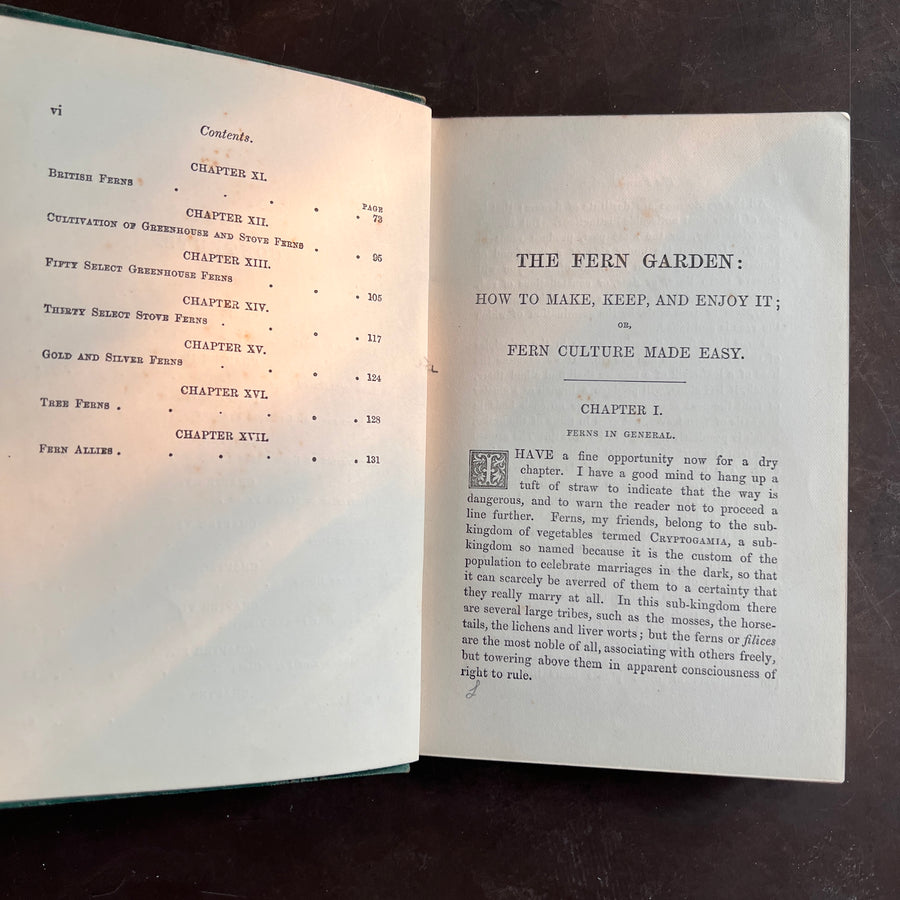 vi
Contents.
CHAPTER XI.
PAGE
British Ferns . . . . . 73
CHAPTER XII.
Cultivation of Greenhouse and Stove Ferns . . 95
CHAPTER XIII.
Fifty Select Greenhouse Ferns . . . 105
CHAPTER XIV.
Thirty Select Stove Ferns . . . . 117
CHAPTER XV.
Gold and Silver Ferns . . . . 124
CHAPTER XVI.
Tree Ferns . . . . . . 128
CHAPTER XVII.
Fern Allies . . . . . . 131
THE FERN GARDEN:
HOW TO MAKE, KEEP, AND ENJOY IT;
OR,
FERN CULTURE MADE EASY.
CHAPTER I.
FERNS IN GENERAL.
I HAVE a fine opportunity now for a dry
chapter. I have a good mind to hang up a
tuft of straw to indicate that the way is
dangerous, and to warn the reader not to proceed a
line further. Ferns, my friends, belong to the sub-
kingdom of vegetables termed Cryptogamia, a sub-
kingdom so named because it is the custom of the
population to celebrate marriages in the dark, so that
it can scarcely be averred of them to a certainty that
they really marry at all. In this sub-kingdom there
are several large tribes, such as the mosses, the horse-
tails, the lichens and liver worts; but the ferns or filices
are the most noble of all, associating with others freely,
but towering above them in apparent consciousness of
right to rule.